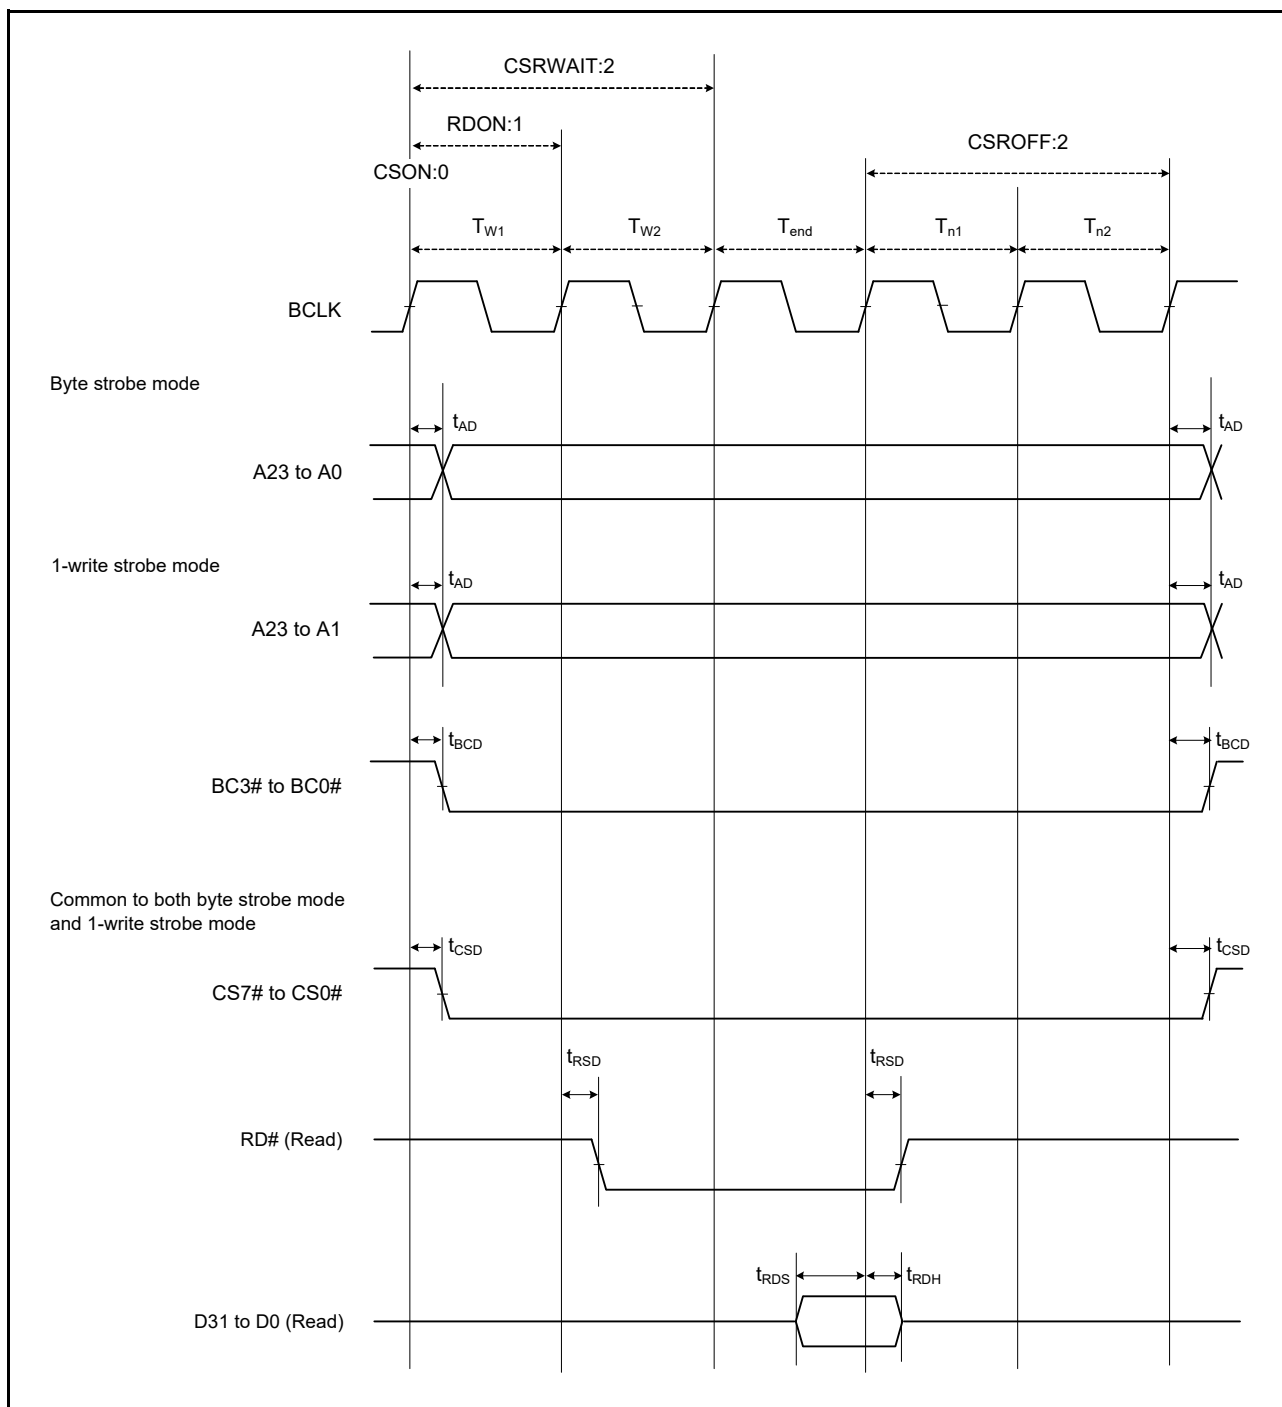 CSRWAIT:2
RDON:1
CSROFF:2
CSON:0
TW1 TW2 Tend Tn1 Tn2
BCLK
Byte strobe mode
tAD tAD
A23 to A0
1-write strobe mode
tAD tAD
A23 to A1
tBCD tBCD
BC3# to BC0#
Common to both byte strobe mode
and 1-write strobe mode
tCSD tCSD
CS7# to CS0#
tRSD tRSD
RD# (Read)
tRDS tRDH
D31 to D0 (Read)